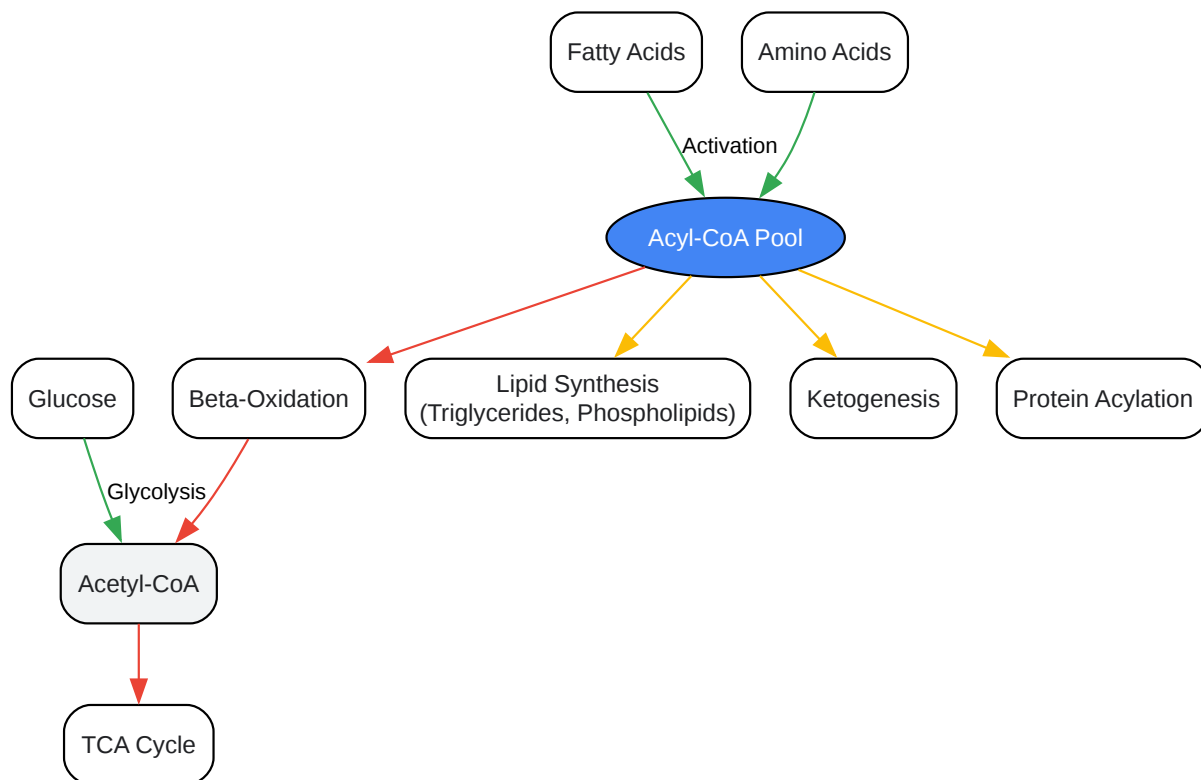 Fatty Acids
Amino Acids
Activation
Acyl-CoA Pool
Glucose
Beta-Oxidation
Lipid Synthesis
(Triglycerides, Phospholipids)
Ketogenesis
Protein Acylation
Glycolysis
Acetyl-CoA
TCA Cycle